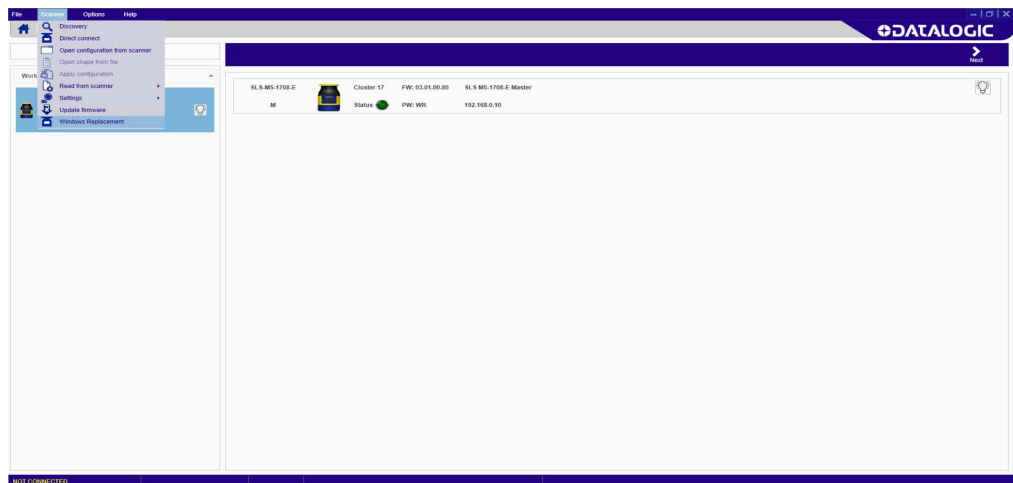 File Scanner Options Help
DATALOGIC
Discovery
Direct connect
Open configuration from scanner
Open shape from file
Apply configuration
Read from scanner
Settings
Update firmware
Windows Replacement
Work
Next
SLS-M5-1708-E Cluster 17 FW: 03.01.00.80 SLS M5-1708-E Master
M Status PW: WR 192.168.0.10
NOT CONNECTED